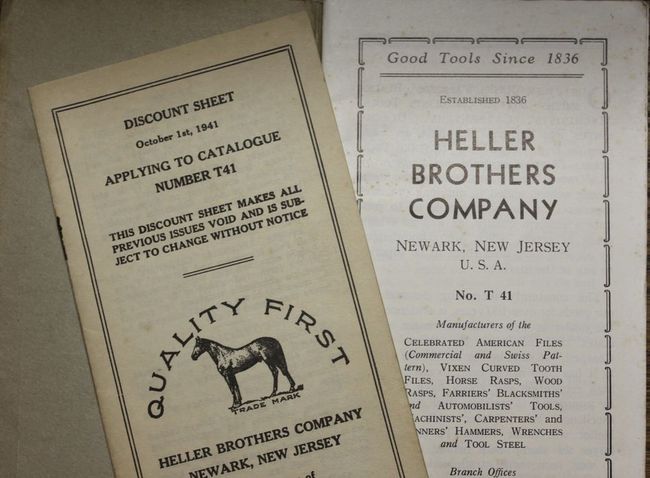 DISCOUNT SHEET
October 1st, 1941
APPLYING TO CATALOGUE
NUMBER T41
THIS DISCOUNT SHEET MAKES ALL
PREVIOUS ISSUES VOID AND IS SUB-
JECT TO CHANGE WITHOUT NOTICE
QUALITY FIRST
TRADE MARK
HELLER BROTHERS COMPANY
NEWARK, NEW JERSEY
of
Good Tools Since 1836
ESTABLISHED 1836
HELLER
BROTHERS
COMPANY
NEWARK, NEW JERSEY
U. S. A.
No. T 41
Manufacturers of the
CELEBRATED AMERICAN FILES
(Commercial and Swiss Pat-
tern), VIXEN CURVED TOOTH
FILES, HORSE RASPS, WOOD
RASPS, FARRIERS' BLACKSMITHS'
and AUTOMOBILISTS' TOOLS,
MACHINISTS', CARPENTERS' and
HAMMERS, WRENCHES
and TOOL STEEL
Branch Offices